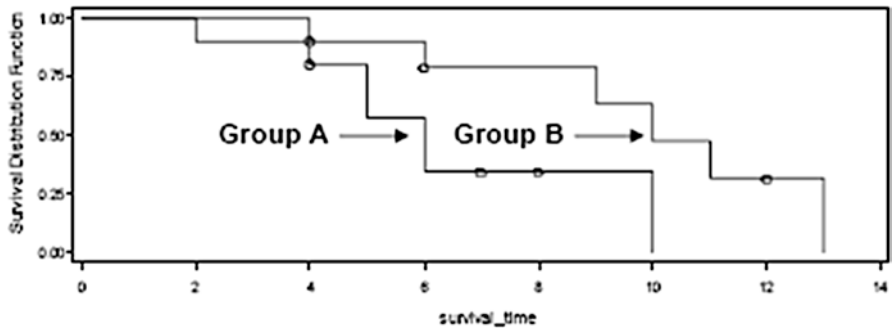 Survival Distribution Function
1.00
0.75
0.50
0.25
0.00
Group A
Group B
0 2 4 6 8 10 12 14
survival_time